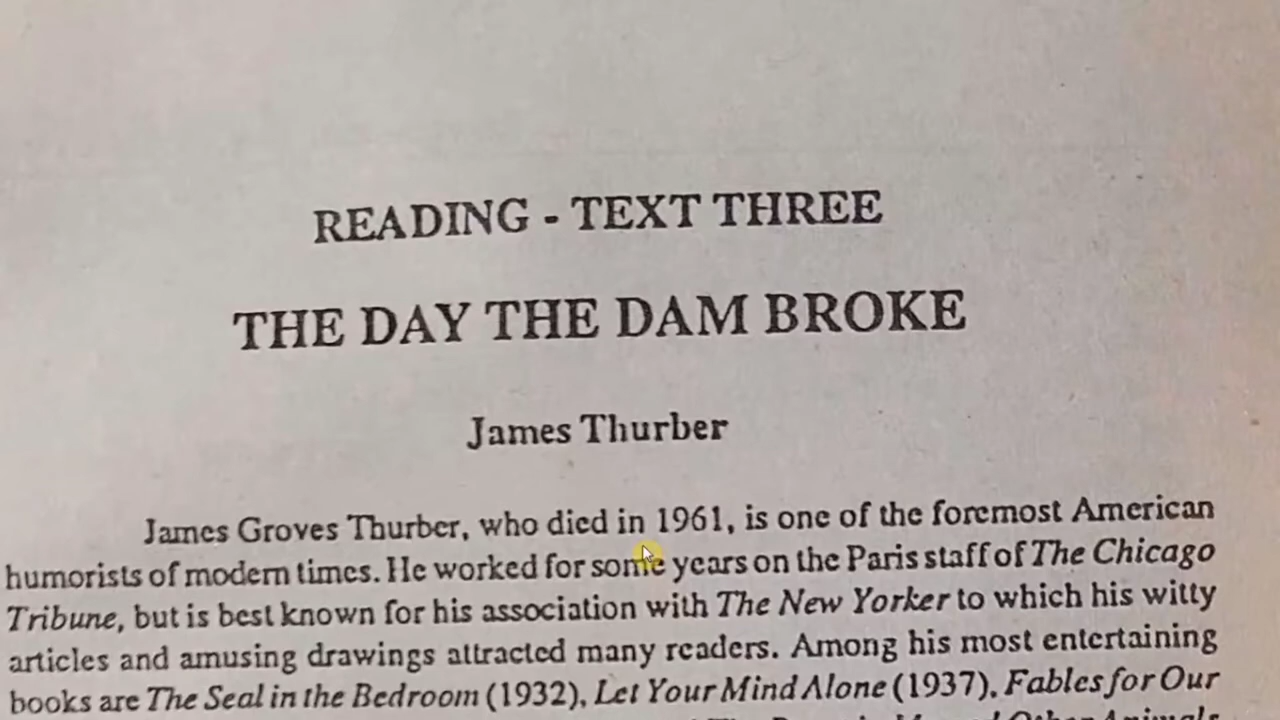 READING - TEXT THREE
THE DAY THE DAM BROKE
James Thurber
James Groves Thurber, who died in 1961, is one of the foremost American
humorists of modern times. He worked for some years on the Paris staff of The Chicago
Tribune, but is best known for his association with The New Yorker to which his witty
articles and amusing drawings attracted many readers. Among his most entertaining
books are The Seal in the Bedroom (1932), Let Your Mind Alone (1937), Fables for Our